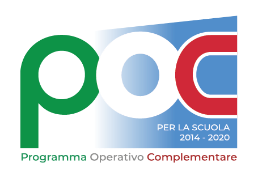 poc
PER LA SCUOLA
2014 - 2020
Programma Operativo Complementare